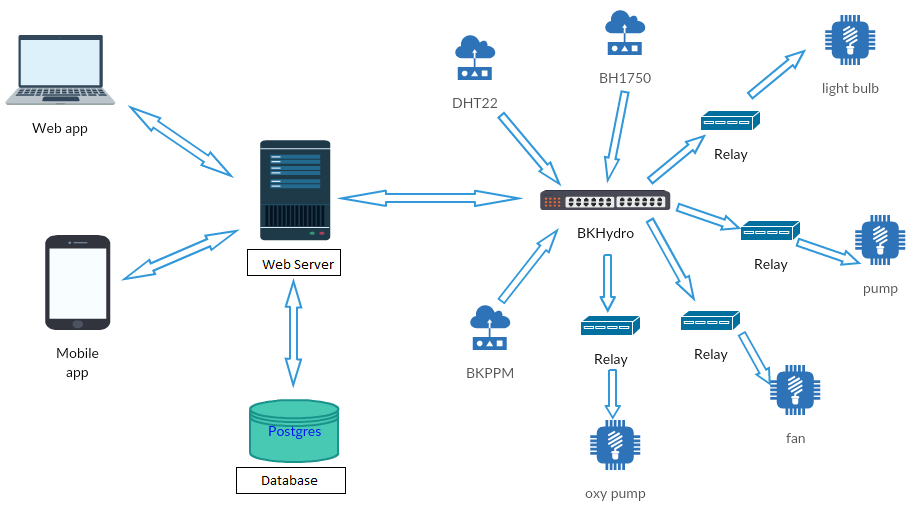 BH1750
light bulb
DHT22
Web app
Relay
BKHydro
Web Server
Relay
pump
Mobile
app
Relay
Relay
BKPPM
Postgres
fan
Database
oxy pump